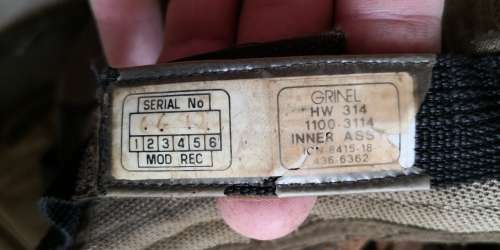 SERIAL No
1 2 3 4 5 6
MOD REC
GRINEL
HW 314
1100-3114
INNER ASS
8415-18
436-6362